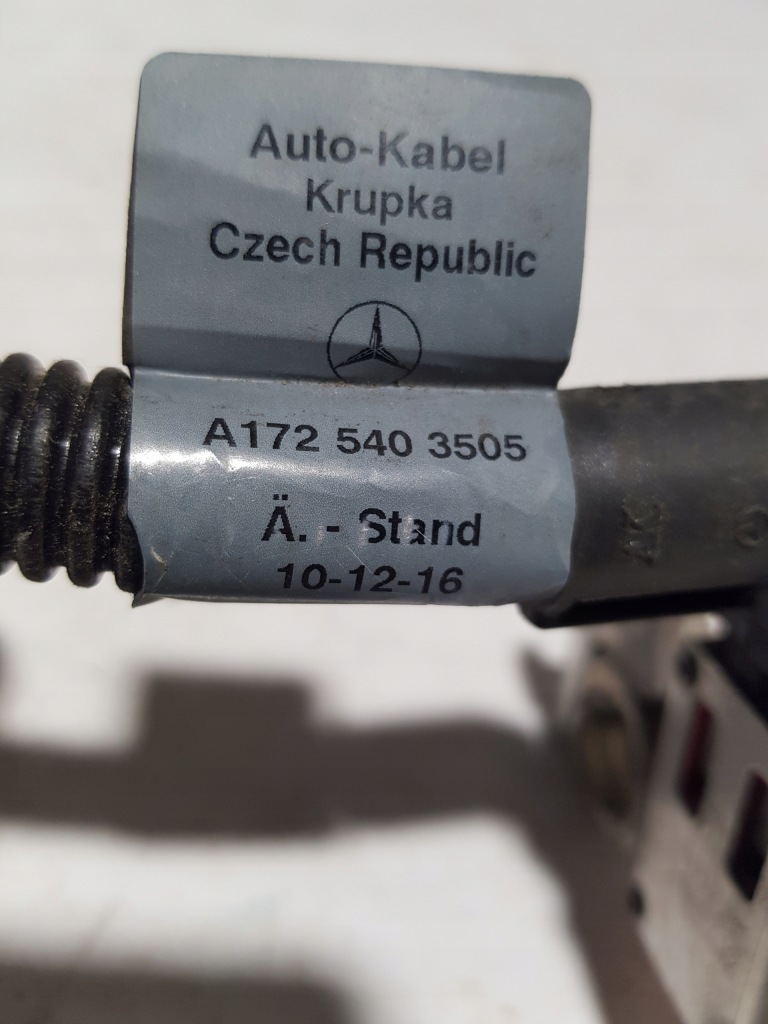 Auto-Kabel
Krupka
Czech Republic
A172 540 3505
Ä. - Stand
10-12-16